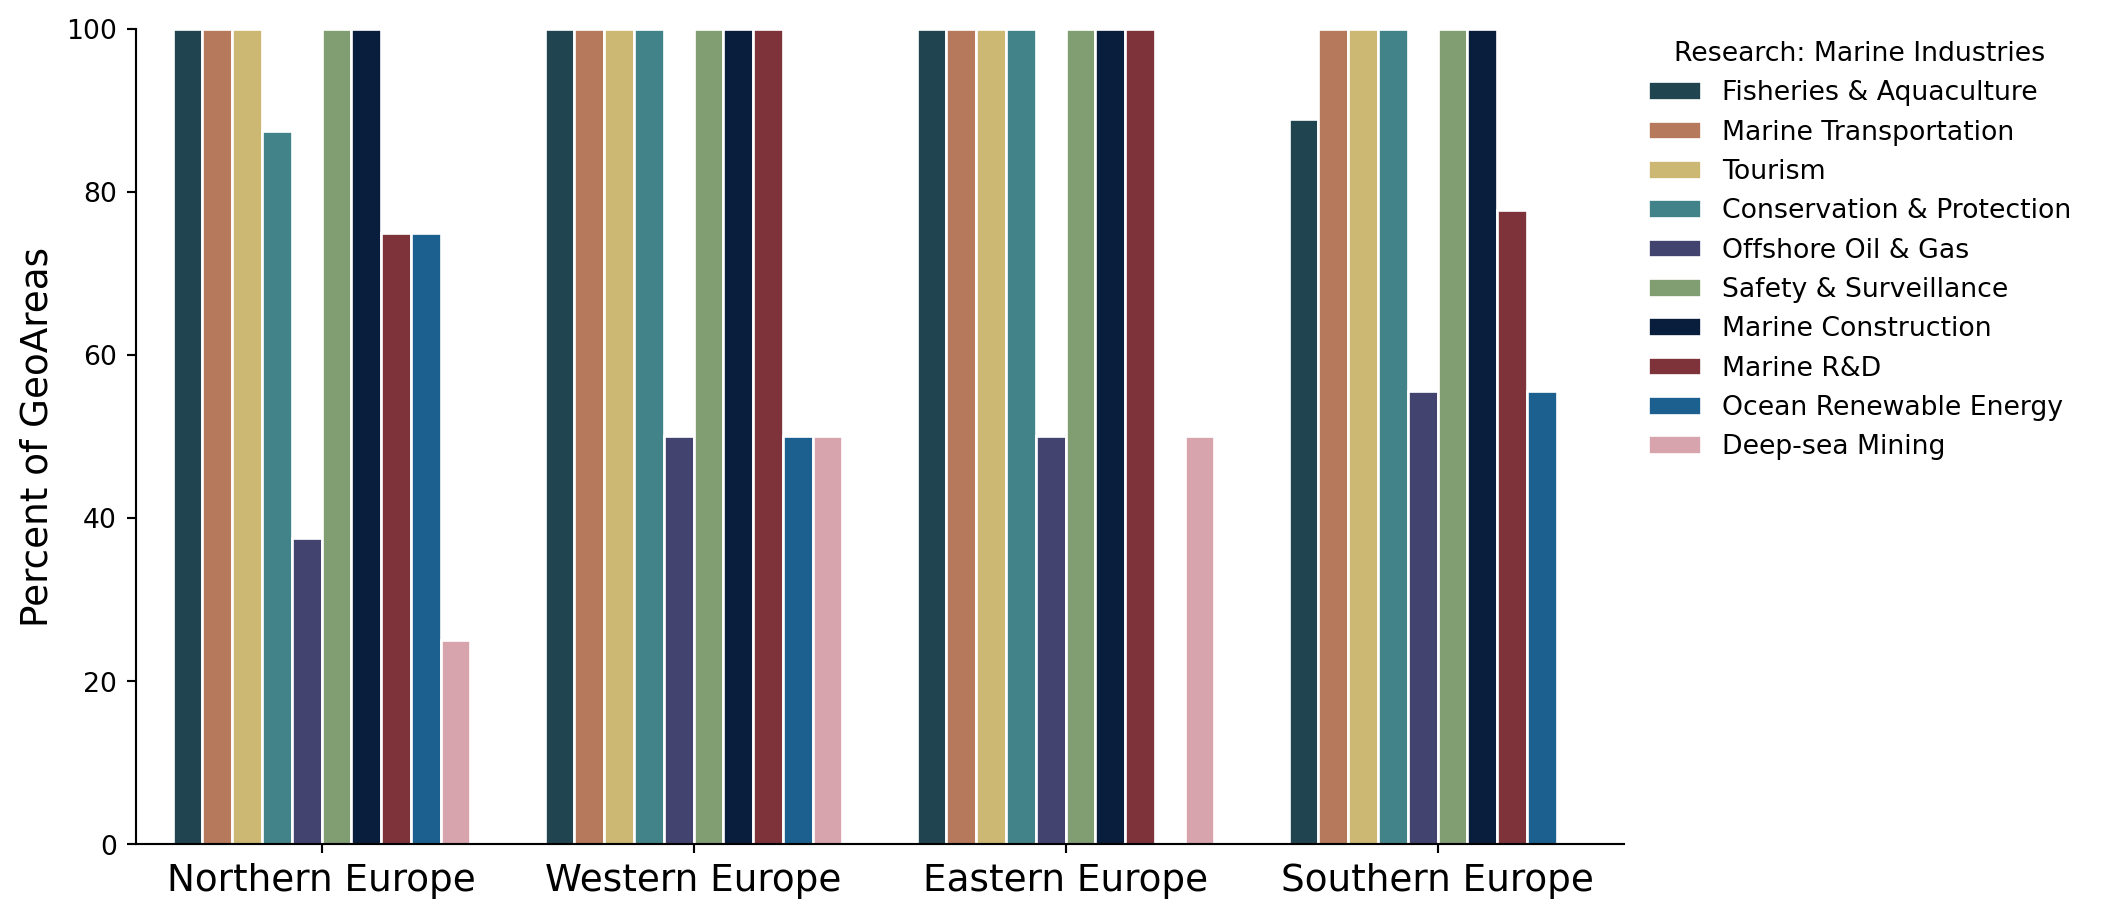 Percent of GeoAreas
100
80
60
40
20
0
Northern Europe
Western Europe
Eastern Europe
Southern Europe
Research: Marine Industries
Fisheries & Aquaculture
Marine Transportation
Tourism
Conservation & Protection
Offshore Oil & Gas
Safety & Surveillance
Marine Construction
Marine R&D
Ocean Renewable Energy
Deep-sea Mining